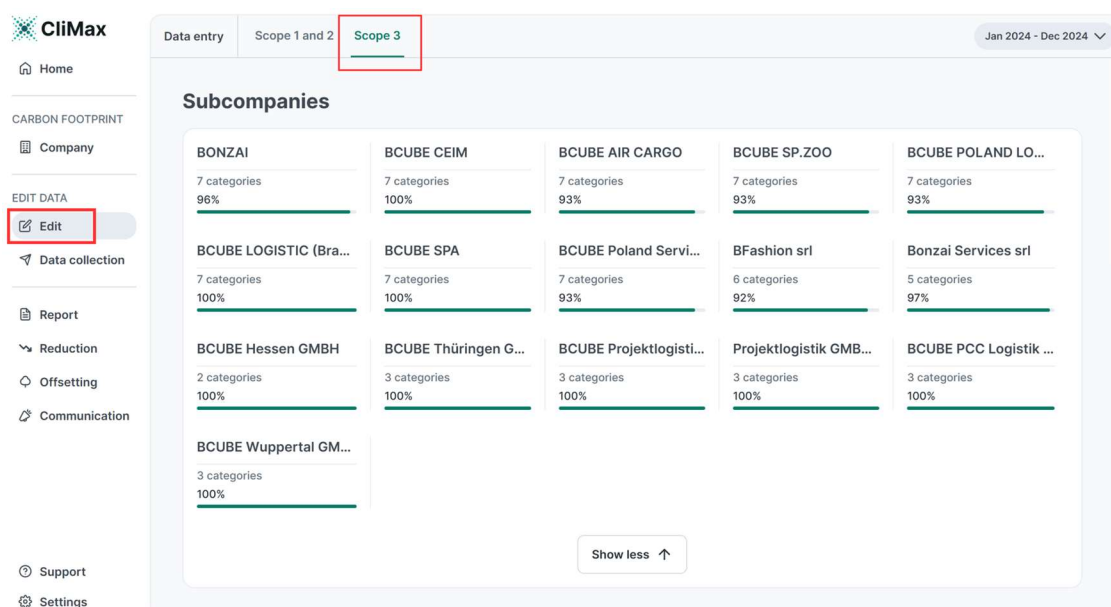 CliMax
Home
CARBON FOOTPRINT
Company
EDIT DATA
Edit
Data collection
Report
Reduction
Offsetting
Communication
Support
Settings
Data entry
Scope 1 and 2
Scope 3
Jan 2024 - Dec 2024
Subcompanies
BONZAI
7 categories
96%
BCUBE CEIM
7 categories
100%
BCUBE AIR CARGO
7 categories
93%
BCUBE SP.ZOO
7 categories
93%
BCUBE POLAND LO...
7 categories
93%
BCUBE LOGISTIC (Bra...
7 categories
100%
BCUBE SPA
7 categories
100%
BCUBE Poland Servi...
7 categories
93%
BFashion srl
6 categories
92%
Bonzai Services srl
5 categories
97%
BCUBE Hessen GMBH
2 categories
100%
BCUBE Thüringen G...
3 categories
100%
BCUBE Projektlogisti...
3 categories
100%
Projektlogistik GMB...
3 categories
100%
BCUBE PCC Logistik ...
3 categories
100%
BCUBE Wuppertal GM...
3 categories
100%
Show less